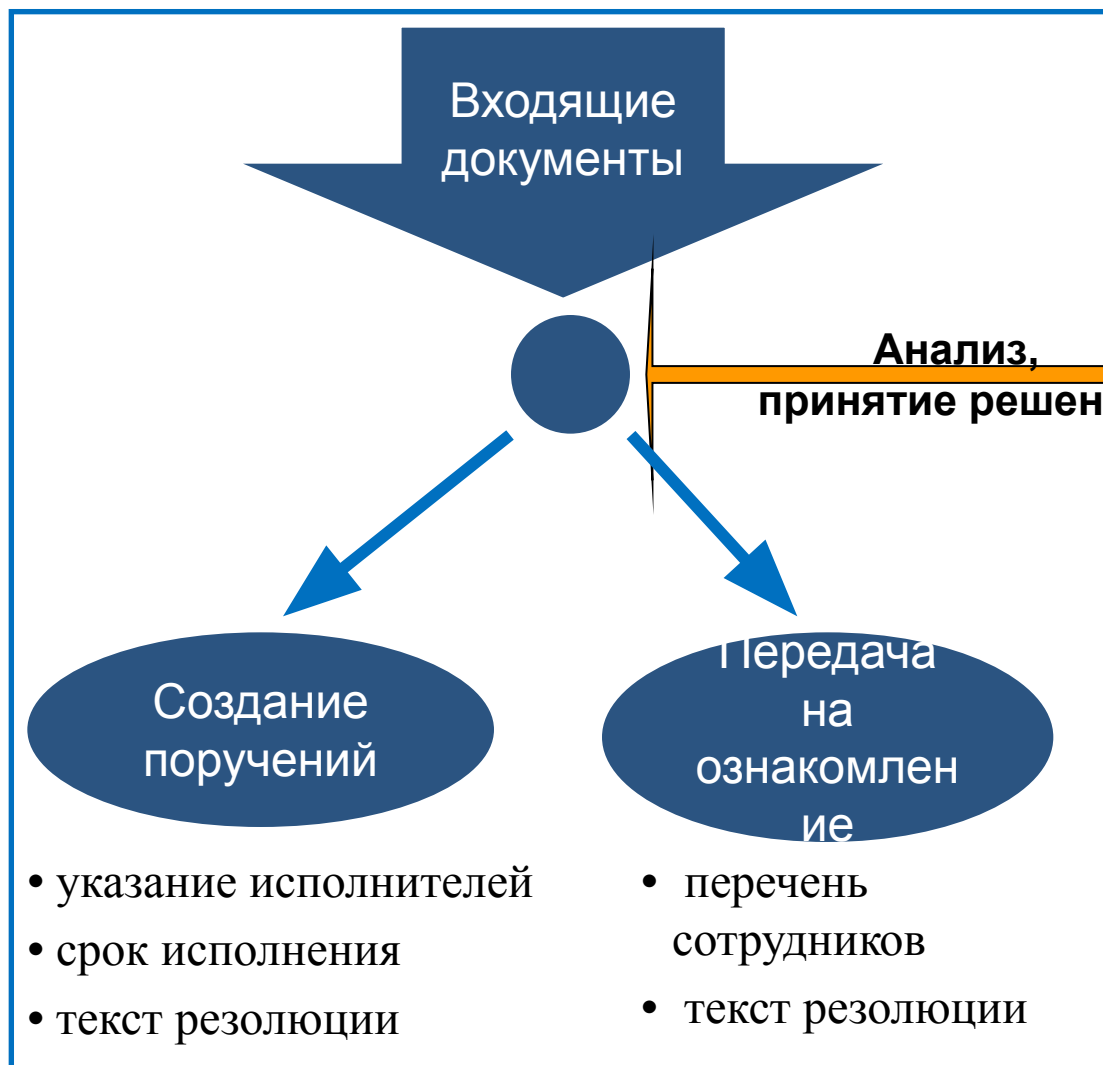 Входящие
документы
Анализ,
принятие решен
Создание
поручений
Передача
на
ознакомлен
ие
• указание исполнителей
• срок исполнения
• текст резолюции
• перечень
сотрудников
• текст резолюции